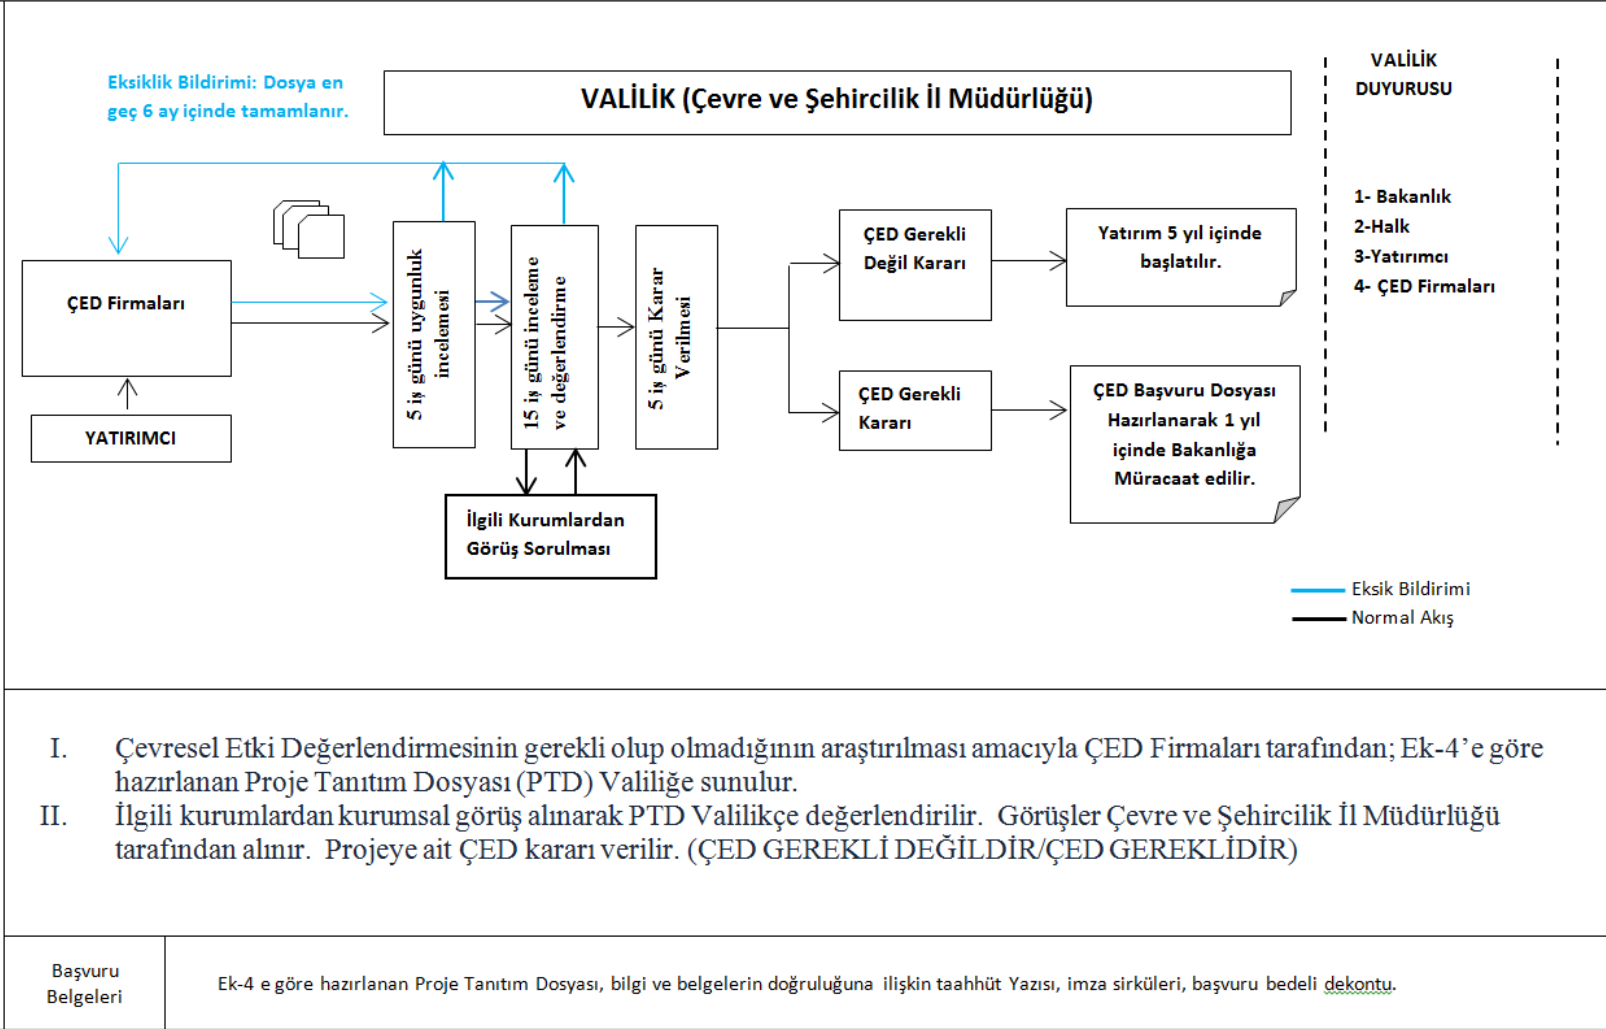 Eksiklik Bildirimi: Dosya en
geç 6 ay içinde tamamlanır.
VALİLİK (Çevre ve Şehircilik İl Müdürlüğü)
VALİLİK
DUYURUSU
1- Bakanlık
2-Halk
3-Yatırımcı
4- ÇED Firmaları
ÇED Firmaları
YATIRIMCI
5 iş günü uygunluk
incelemesi
15 iş günü inceleme
ve değerlendirme
5 iş günü Karar
Verilmesi
İlgili Kurumlardan
Görüş Sorulması
ÇED Gerekli
Değil Kararı
Yatırım 5 yıl içinde
başlatılır.
ÇED Gerekli
Kararı
ÇED Başvuru Dosyası
Hazırlanarak 1 yıl
içinde Bakanlığa
Müracaat edilir.
Eksik Bildirimi
Normal Akış
I. Çevresel Etki Değerlendirmesinin gerekli olup olmadığının araştırılması amacıyla ÇED Firmaları tarafından; Ek-4’e göre
hazırlanan Proje Tanıtım Dosyası (PTD) Valiliğe sunulur.
II. İlgili kurumlardan kurumsal görüş alınarak PTD Valilikçe değerlendirilir. Görüşler Çevre ve Şehircilik İl Müdürlüğü
tarafından alınır. Projeye ait ÇED kararı verilir. (ÇED GEREKLİ DEĞİLDİR/ÇED GEREKLİDİR)
Başvuru
Belgeleri
Ek-4 e göre hazırlanan Proje Tanıtım Dosyası, bilgi ve belgelerin doğruluğuna ilişkin taahhüt Yazısı, imza sirküleri, başvuru bedeli dekontu.